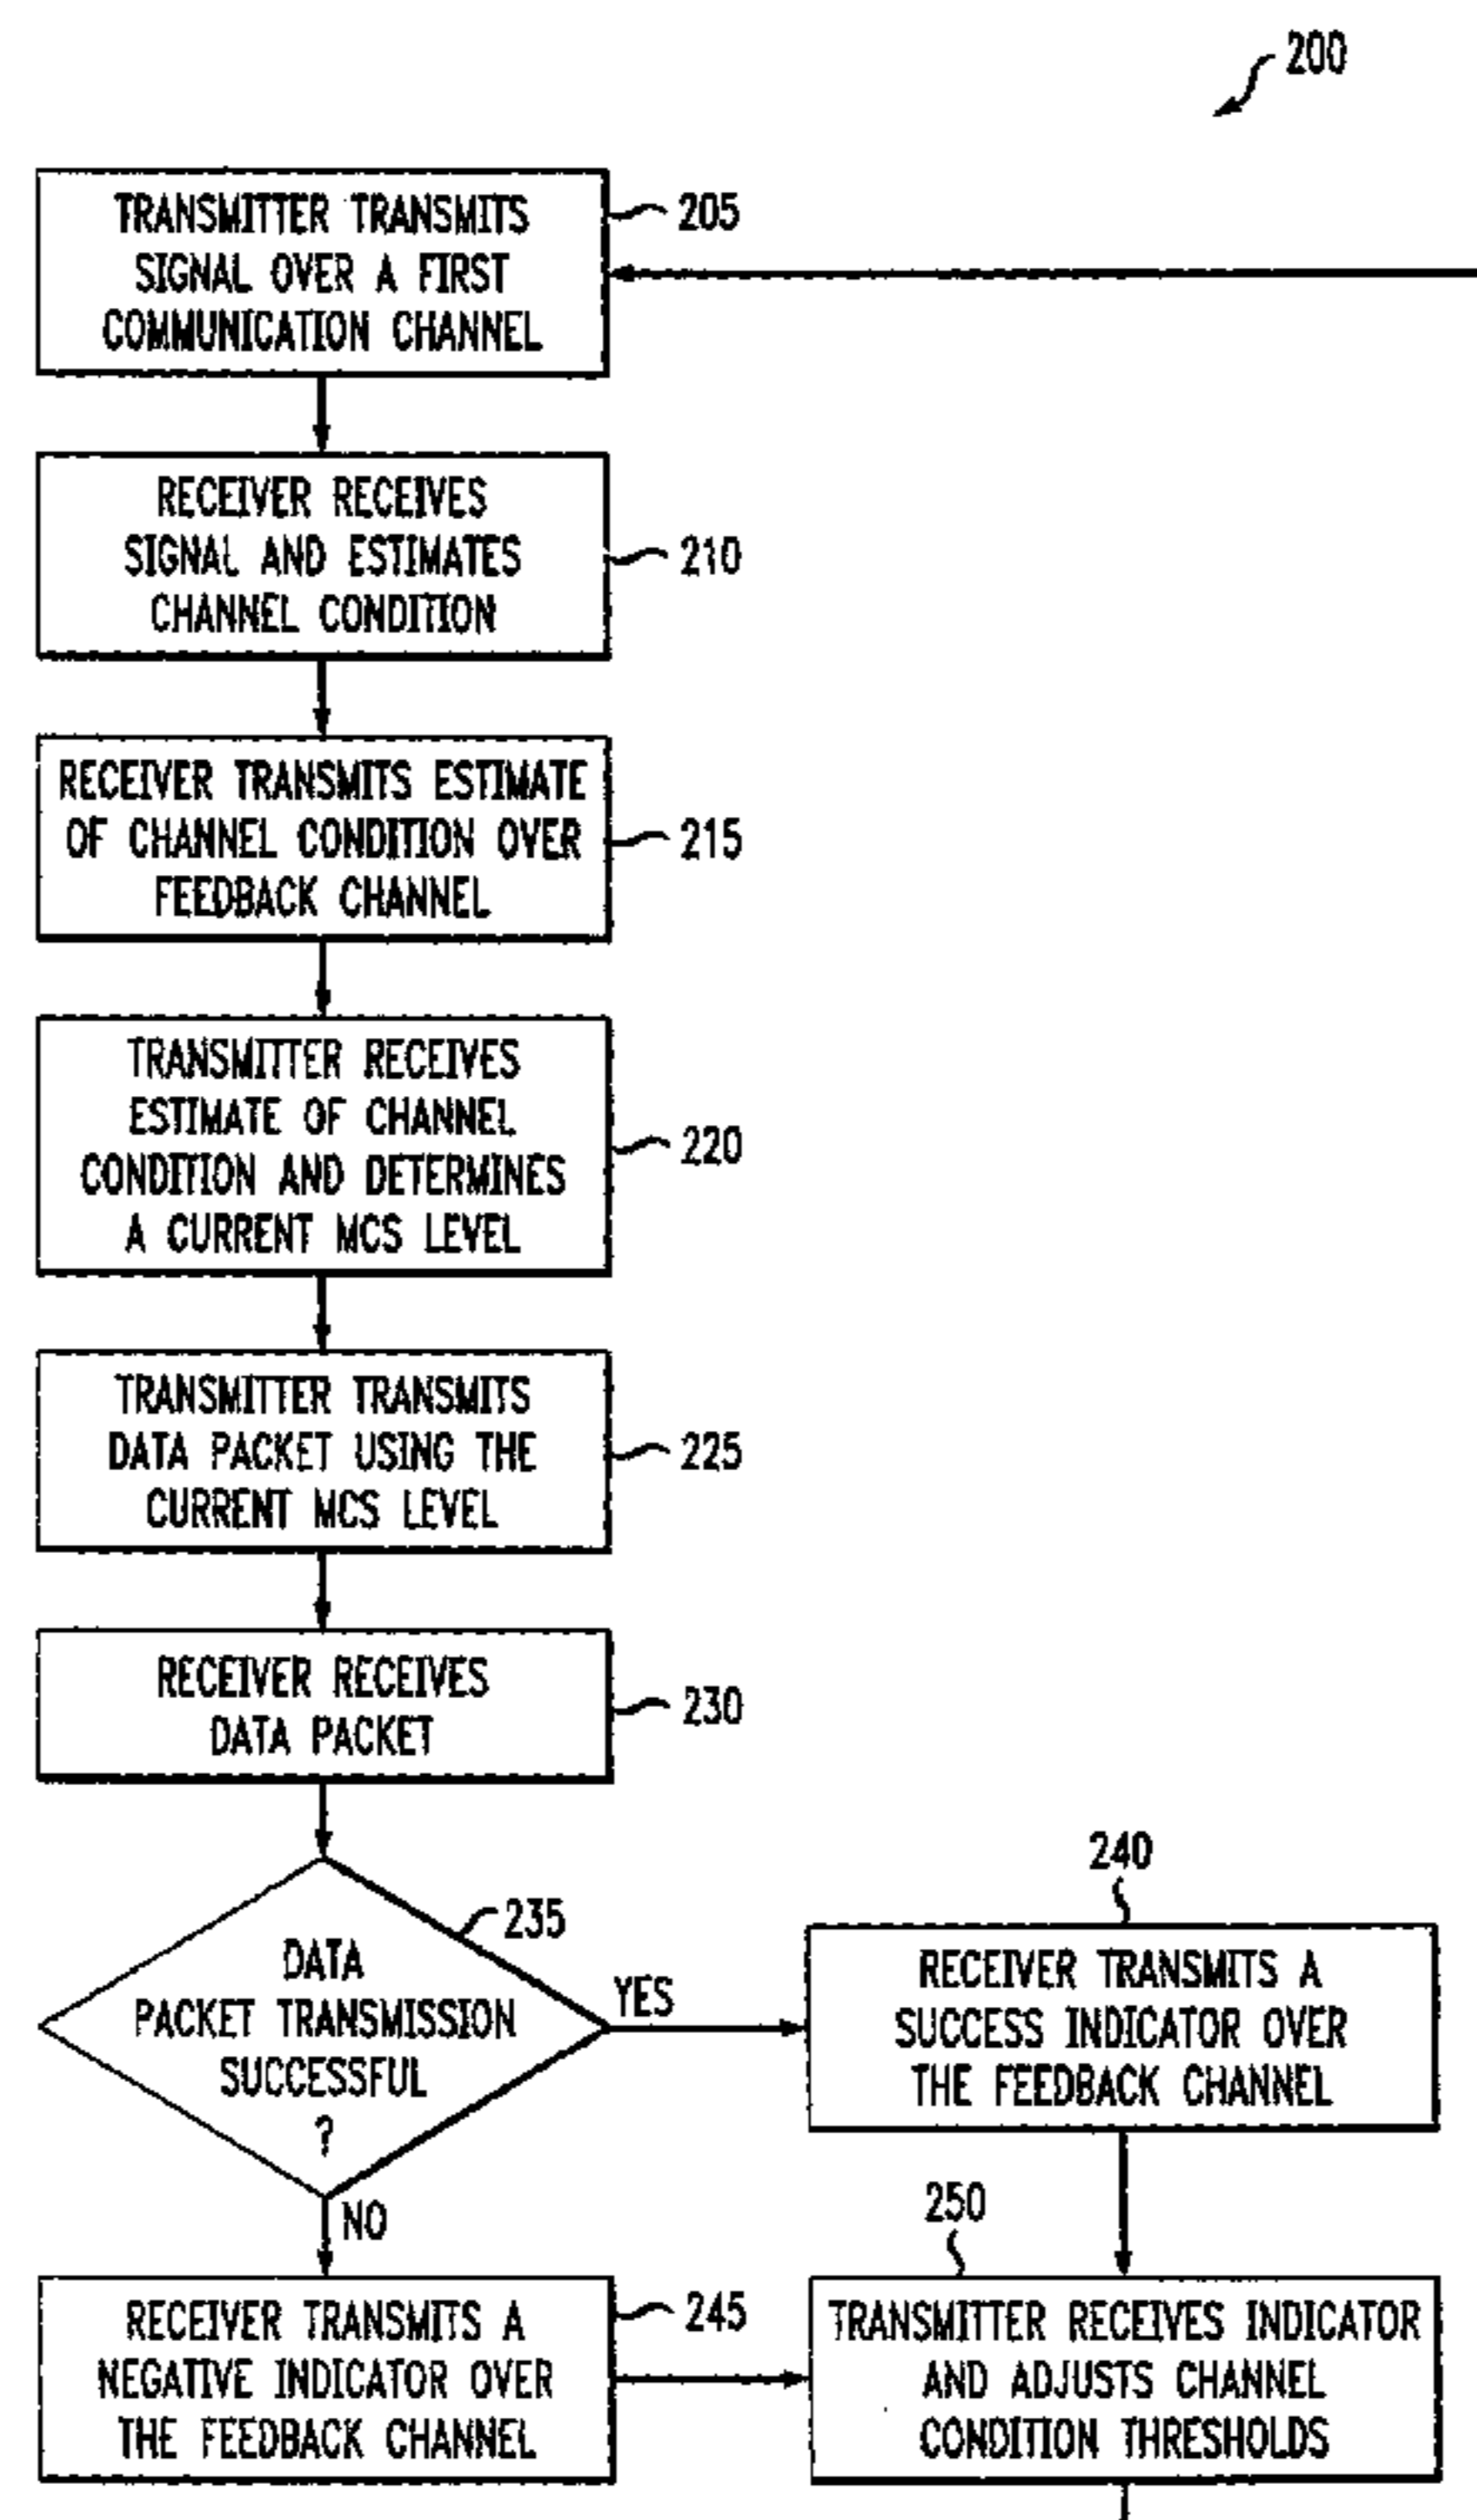 200
TRANSMITTER TRANSMITS
SIGNAL OVER A FIRST
COMMUNICATION CHANNEL
205
RECEIVER RECEIVES
SIGNAL AND ESTIMATES
CHANNEL CONDITION
210
RECEIVER TRANSMITS ESTIMATE
OF CHANNEL CONDITION OVER
FEEDBACK CHANNEL
215
TRANSMITTER RECEIVES
ESTIMATE OF CHANNEL
CONDITION AND DETERMINES
A CURRENT MCS LEVEL
220
TRANSMITTER TRANSMITS
DATA PACKET USING THE
CURRENT MCS LEVEL
225
RECEIVER RECEIVES
DATA PACKET
230
DATA
PACKET TRANSMISSION
SUCCESSFUL
?
235
YES
NO
240
RECEIVER TRANSMITS A
SUCCESS INDICATOR OVER
THE FEEDBACK CHANNEL
RECEIVER TRANSMITS A
NEGATIVE INDICATOR OVER
THE FEEDBACK CHANNEL
245
250
TRANSMITTER RECEIVES INDICATOR
AND ADJUSTS CHANNEL
CONDITION THRESHOLDS